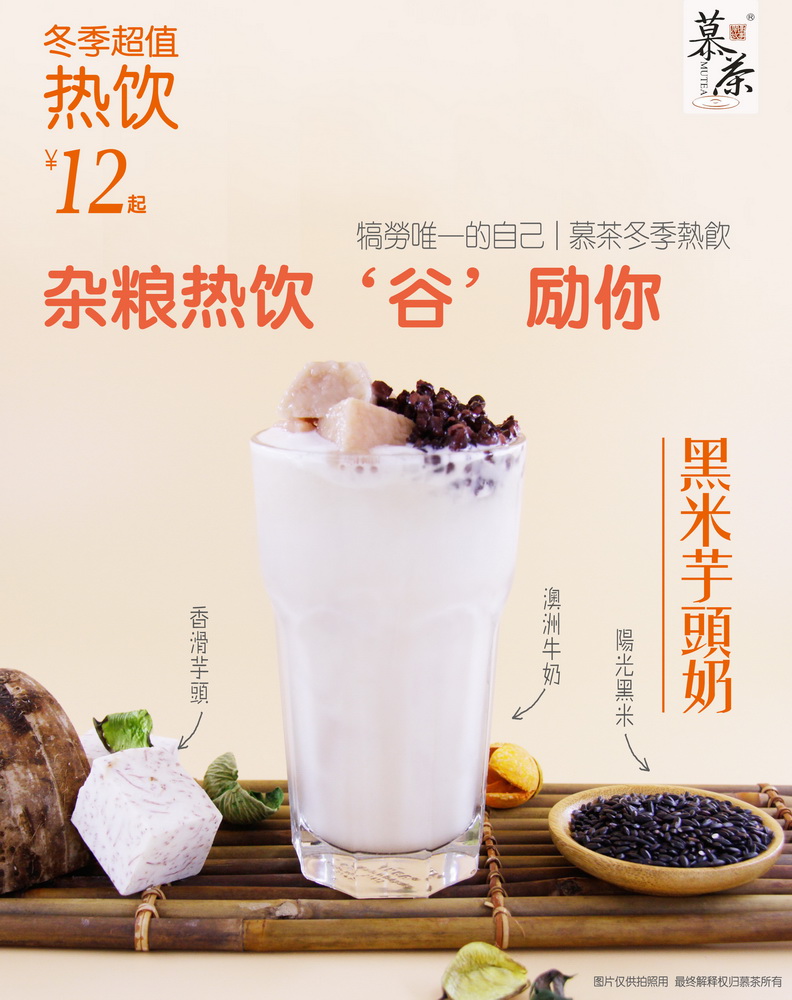 冬季超值
热饮
¥12起
慕茶
®
MUTEA
犒勞唯一的自己|慕茶冬季熱飲
杂粮热饮‘谷’励你
黑米芋頭奶
香滑芋頭
澳洲牛奶
陽光黑米
图片仅供拍照用 最终解释权归慕茶所有